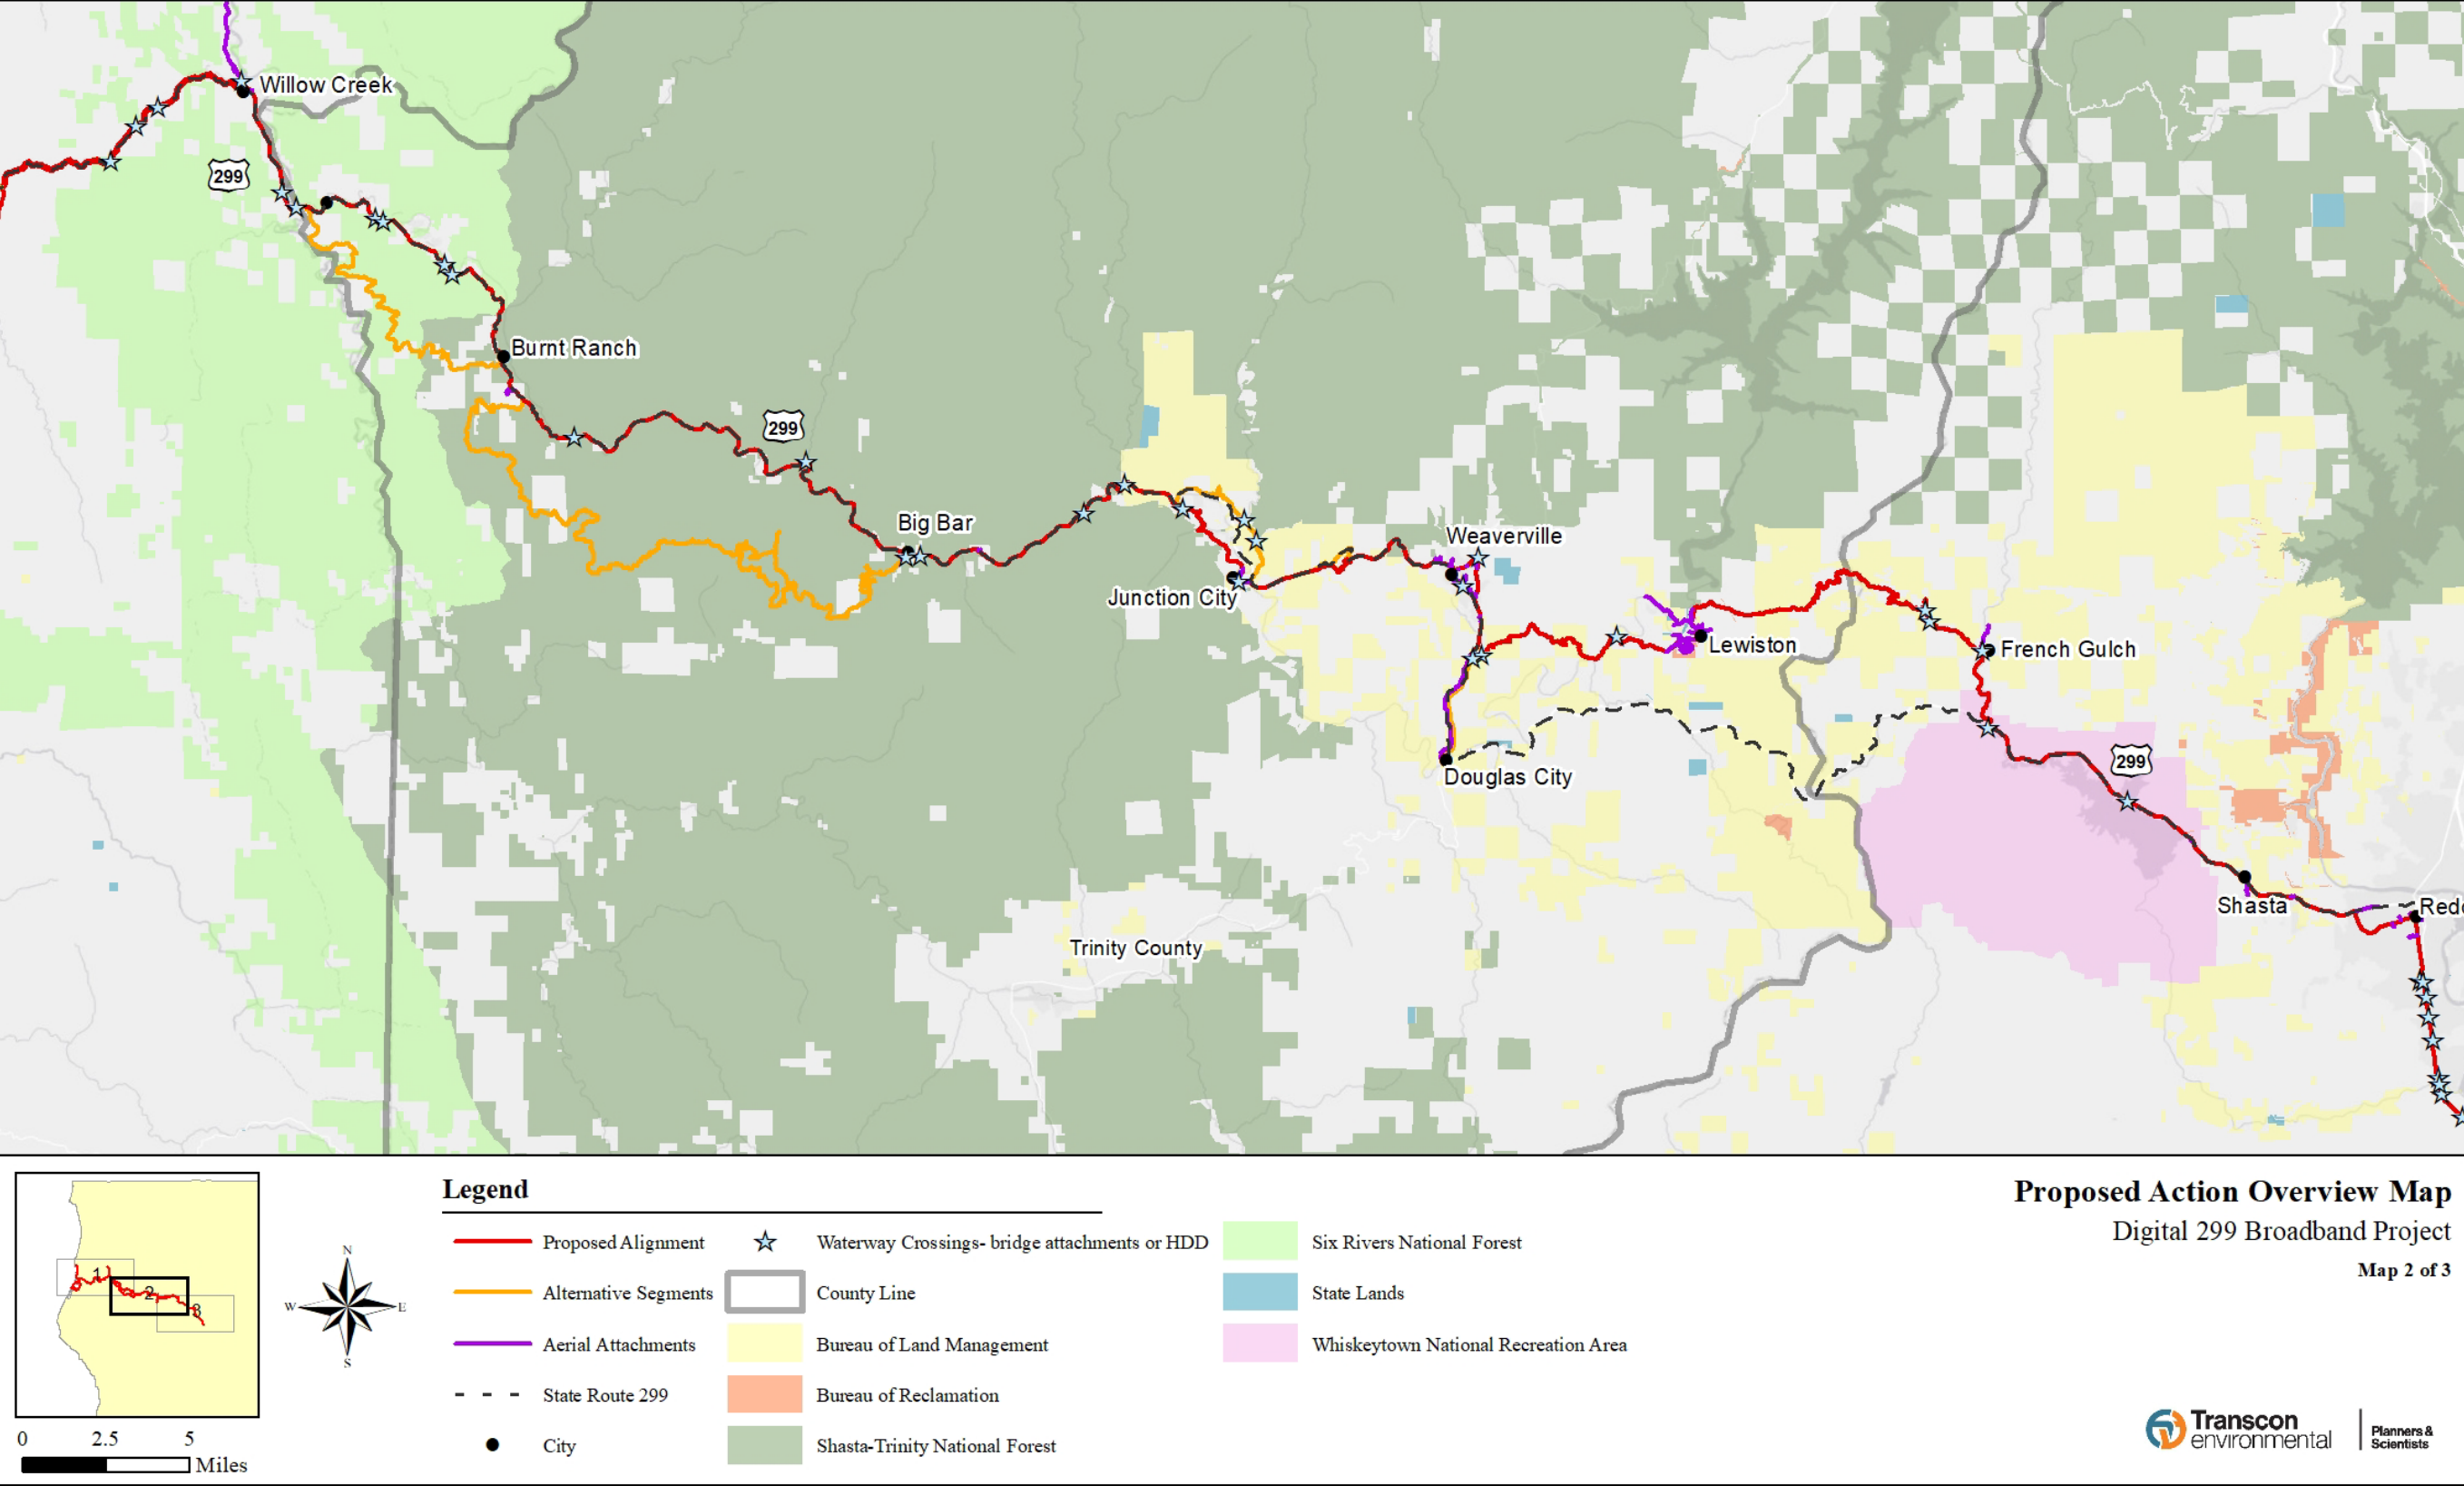 Willow Creek
299
Burnt Ranch
299
Big Bar
Weaverville
Junction City
Lewiston
French Gulch
Douglas City
299
Shasta
Red
Trinity County
Legend
Proposed Alignment
Alternative Segments
Aerial Attachments
State Route 299
City
Waterway Crossings- bridge attachments or HDD
County Line
Bureau of Land Management
Bureau of Reclamation
Shasta-Trinity National Forest
Six Rivers National Forest
State Lands
Whiskeytown National Recreation Area
1
2
3
N
W
E
S
0 2.5 5
Miles
Proposed Action Overview Map
Digital 299 Broadband Project
Map 2 of 3
Transcon
environmental
Planners &
Scientists